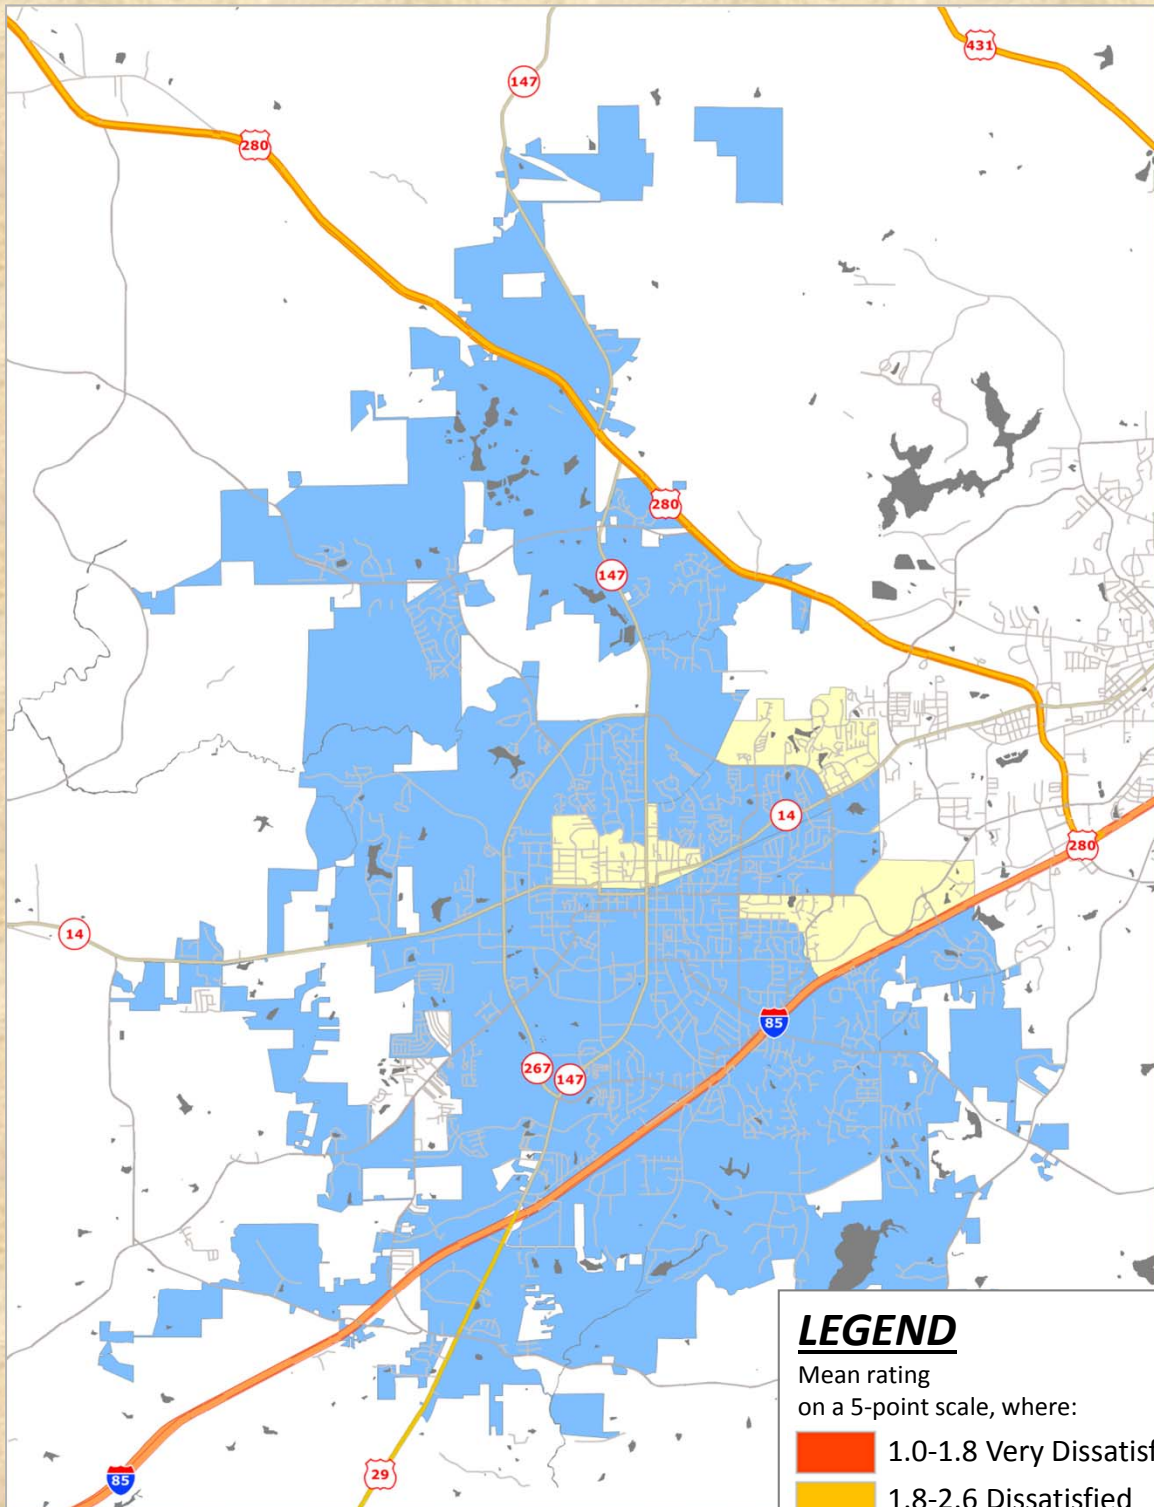 431
147
280
280
147
14
280
14
85
267
147
29
85
LEGEND
Mean rating
on a 5-point scale, where:
1.0-1.8 Very Dissatisf
1.8-2.6 Dissatisfied